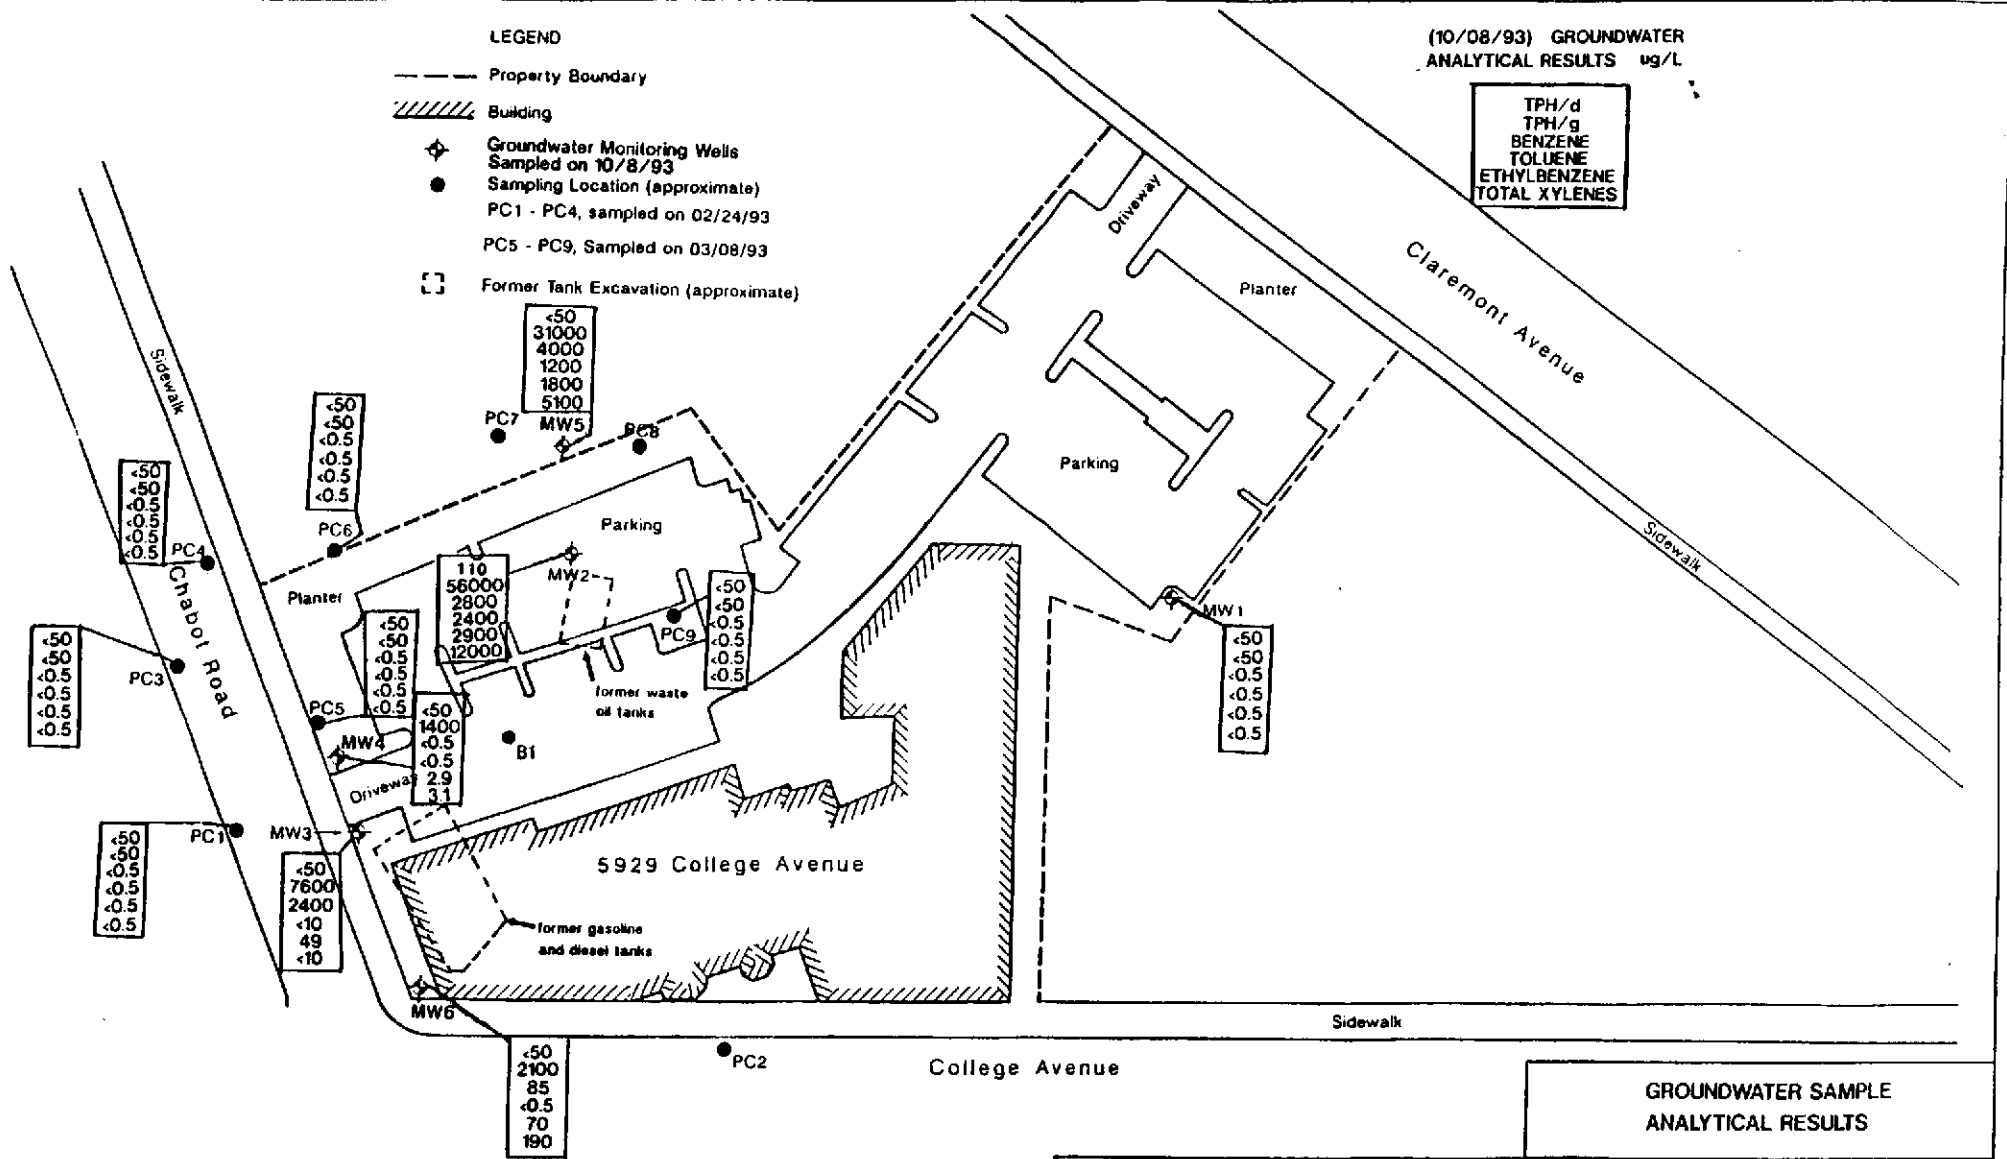 LEGEND
Property Boundary
Building
Groundwater Monitoring Wells
Sampled on 10/8/93
Sampling Location (approximate)
PC1 - PC4, sampled on 02/24/93
PC5 - PC9, Sampled on 03/08/93
Former Tank Excavation (approximate)
(10/08/93) GROUNDWATER
ANALYTICAL RESULTS ug/L
TPH/d
TPH/g
BENZENE
TOLUENE
ETHYLBENZENE
TOTAL XYLENES
Claremont Avenue
Driveway
Planter
Parking
Sidewalk
Sidewalk
<50
31000
4000
1200
1800
5100
PC7
MW5
PC8
<50
<50
<0.5
<0.5
<0.5
<0.5
PC6
<50
<50
<0.5
<0.5
<0.5
<0.5
PC4
Parking
MW2
110
56000
2800
2400
2900
12000
Planter
Chabot Road
<50
<50
<0.5
<0.5
<0.5
<0.5
PC9
MW1
<50
<50
<0.5
<0.5
<0.5
<0.5
<50
<50
<0.5
<0.5
<0.5
<0.5
PC3
<50
<50
<0.5
<0.5
<0.5
<0.5
PC5
former waste
oil tanks
MW4
<50
1400
<0.5
<0.5
2.9
3.1
B1
Driveway
PC1
<50
<50
<0.5
<0.5
<0.5
<0.5
MW3
<50
7600
2400
<10
49
<10
5929 College Avenue
former gasoline
and diesel tanks
MW6
<50
2100
85
<0.5
70
190
Sidewalk
PC2
College Avenue
GROUNDWATER SAMPLE
ANALYTICAL RESULTS